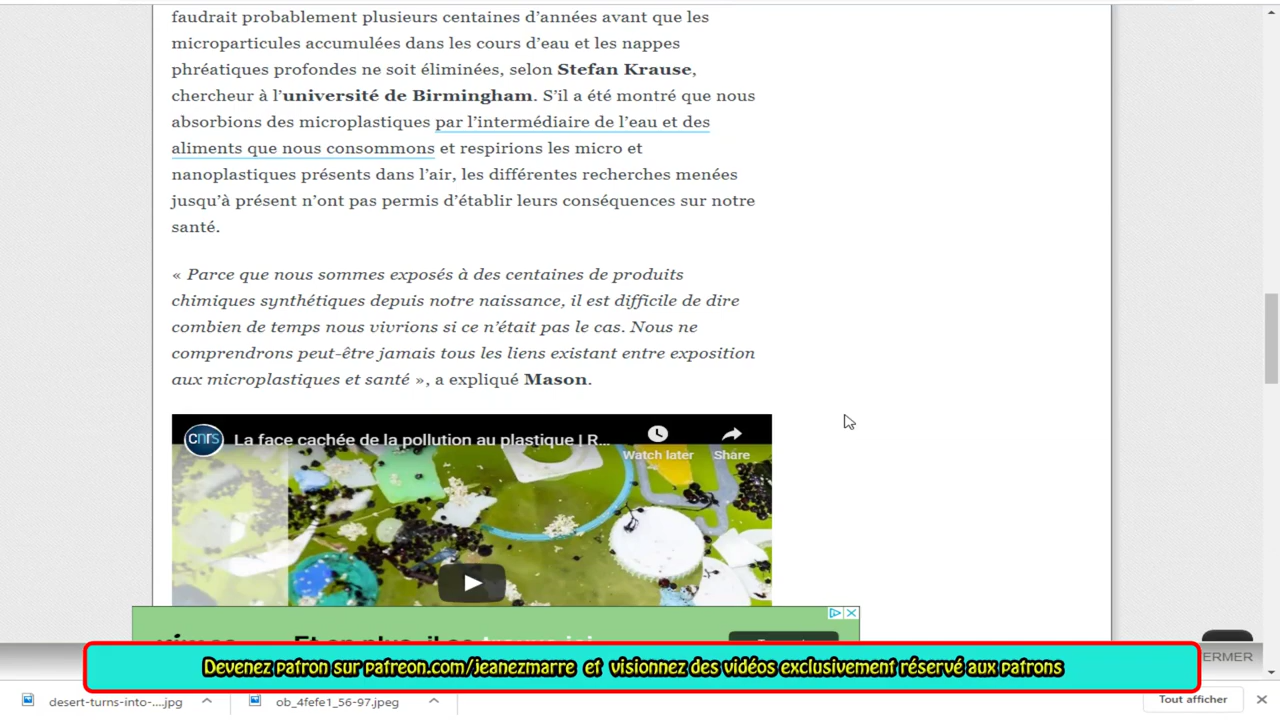 faudrait probablement plusieurs centaines d'années avant que les
microparticules accumulées dans les cours d'eau et les nappes
phréatiques profondes ne soit éliminées, selon Stefan Krause,
chercheur à l'université de Birmingham. S'il a été montré que nous
absorbions des microplastiques par l'intermédiaire de l'eau et des
aliments que nous consommons et respirions les micro et
nanoplastiques présents dans l'air, les différentes recherches menées
jusqu'à présent n'ont pas permis d'établir leurs conséquences sur notre
santé.
« Parce que nous sommes exposés à des centaines de produits
chimiques synthétiques depuis notre naissance, il est difficile de dire
combien de temps nous vivrions si ce n'était pas le cas. Nous ne
comprendrons peut-être jamais tous les liens existant entre exposition
aux microplastiques et santé », a expliqué Mason.
cnrs La face cachée de la pollution au plastique | R...
Watch later Share
Et en plus, il se
ERMER
Devenez patron sur patreon.com/jeanezmarre et visionnez des vidéos exclusivement réservé aux patrons
desert-turns-into-....jpg ob_4fefe1_56-97.jpeg Tout afficher